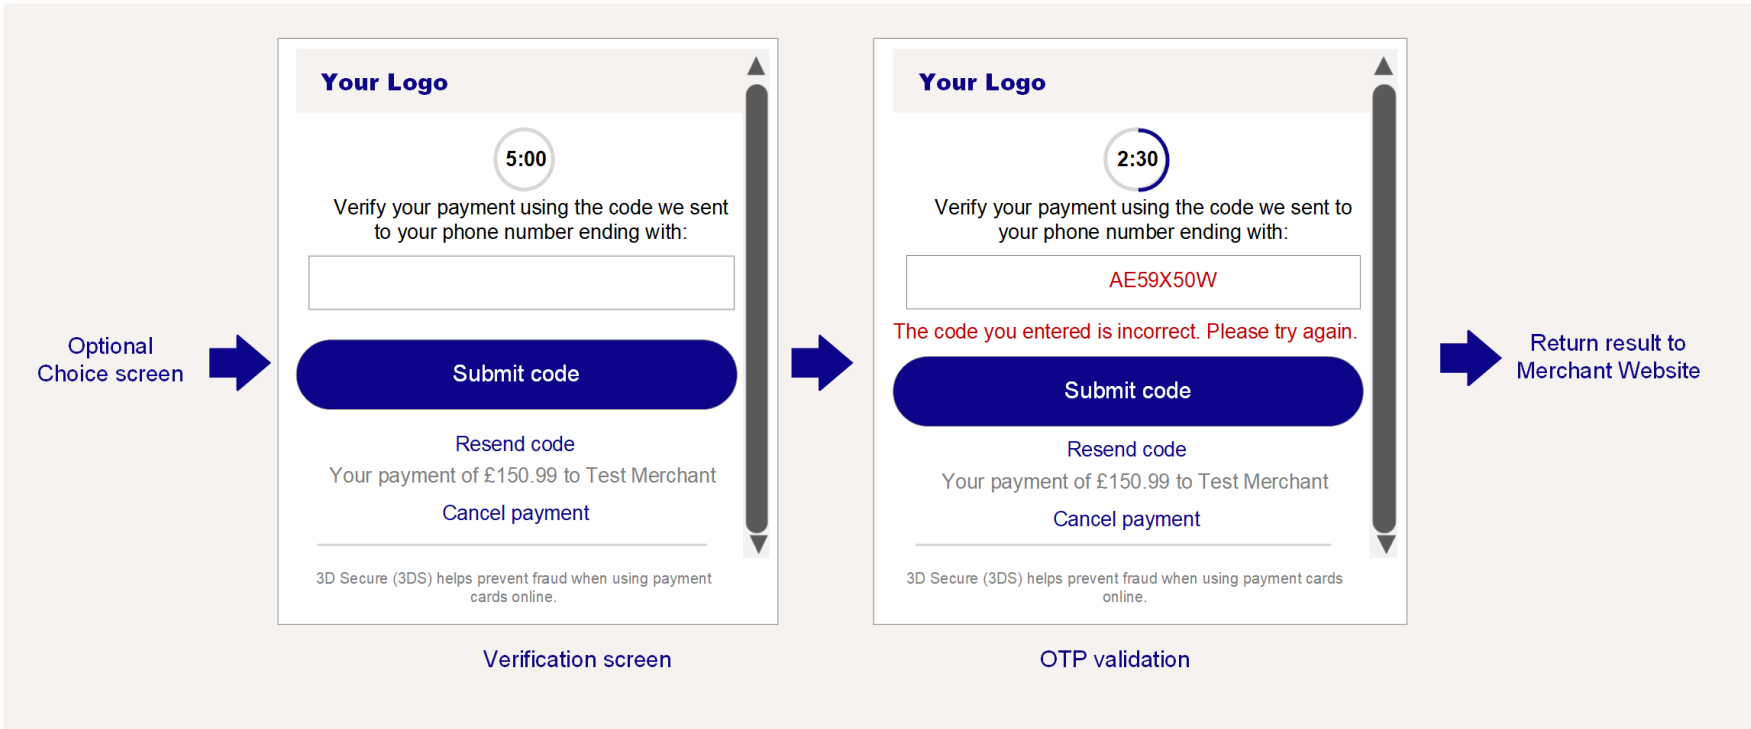 Optional
Choice screen
Your Logo
5:00
Verify your payment using the code we sent
to your phone number ending with:
Submit code
Resend code
Your payment of £150.99 to Test Merchant
Cancel payment
3D Secure (3DS) helps prevent fraud when using payment
cards online.
Verification screen
Your Logo
2:30
Verify your payment using the code we sent to
your phone number ending with:
AE59X50W
The code you entered is incorrect. Please try again.
Submit code
Resend code
Your payment of £150.99 to Test Merchant
Cancel payment
3D Secure (3DS) helps prevent fraud when using payment cards
online.
OTP validation
Return result to
Merchant Website